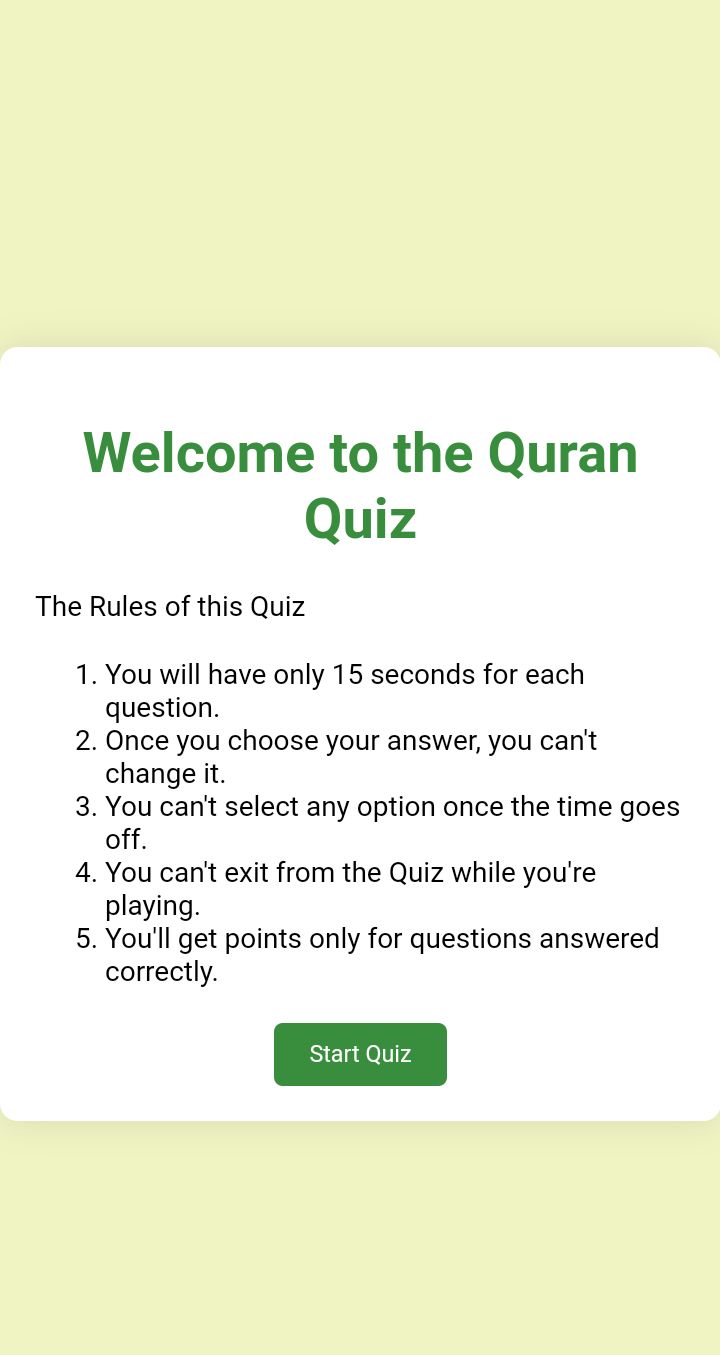 Welcome to the Quran
Quiz
The Rules of this Quiz
1. You will have only 15 seconds for each
question.
2. Once you choose your answer, you can't
change it.
3. You can't select any option once the time goes
off.
4. You can't exit from the Quiz while you're
playing.
5. You'll get points only for questions answered
correctly.
Start Quiz